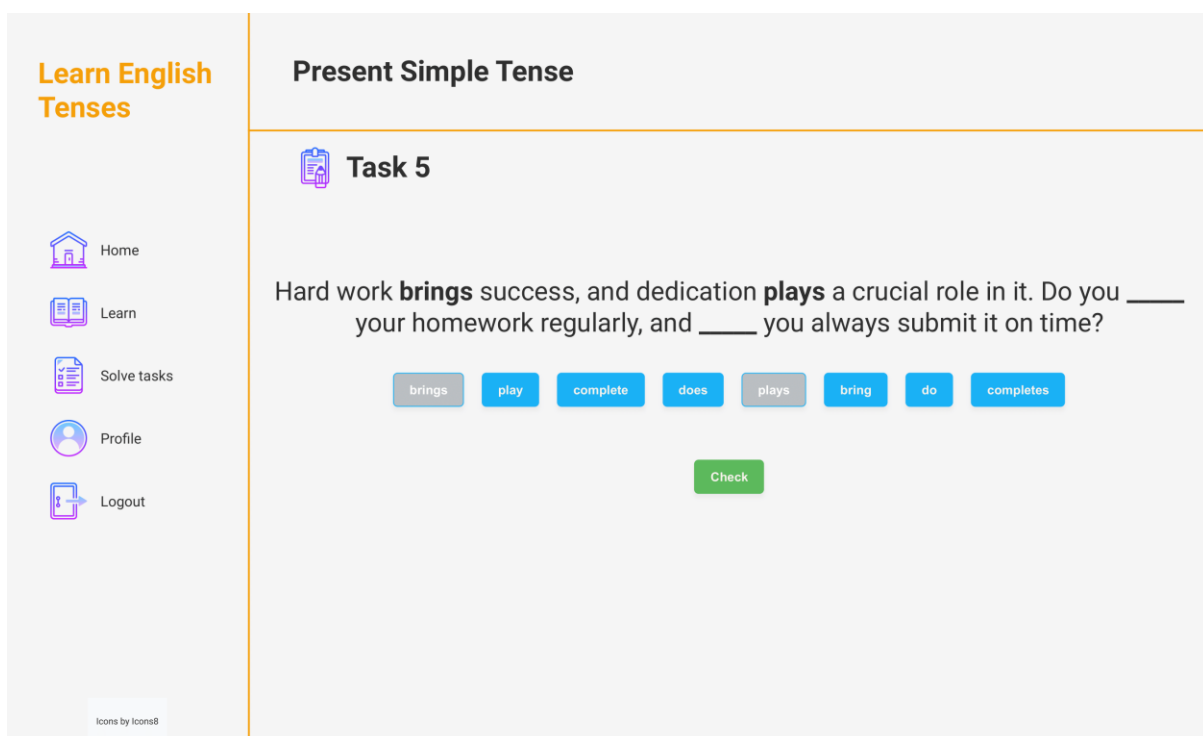 Learn English
Tenses
Home
Learn
Solve tasks
Profile
Logout
Icons by Icons8
Present Simple Tense
Task 5
Hard work brings success, and dedication plays a crucial role in it. Do you ____
your homework regularly, and ____ you always submit it on time?
brings play complete does plays bring do completes
Check